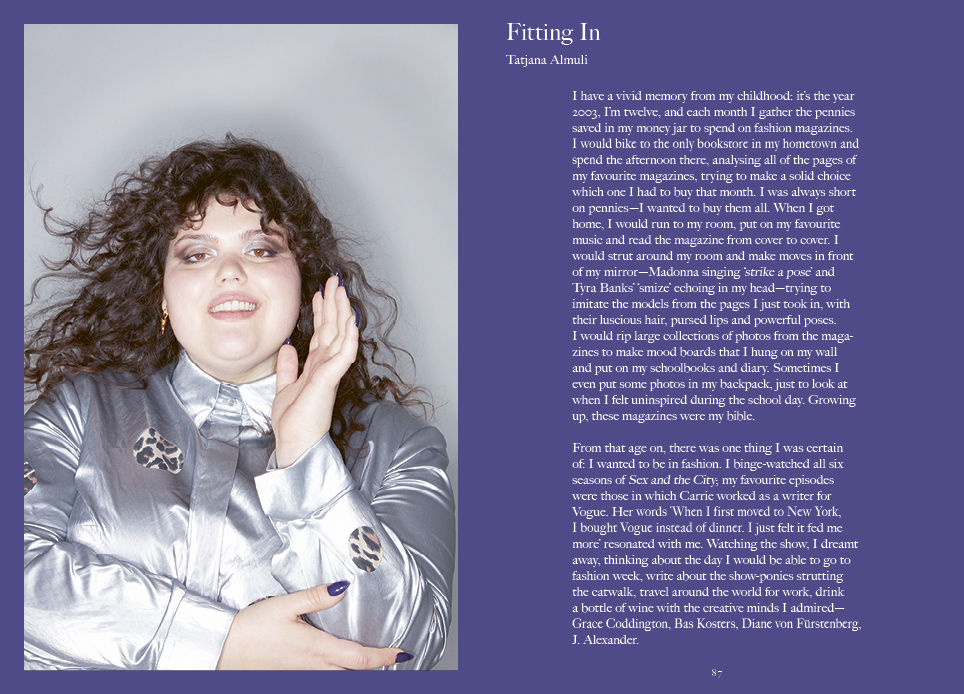 Fitting In
Tatjana Almuli
I have a vivid memory from my childhood: it's the year
2003, I'm twelve, and each month I gather the pennies
saved in my money jar to spend on fashion magazines.
I would bike to the only bookstore in my hometown and
spend the afternoon there, analysing all of the pages of
my favourite magazines, trying to make a solid choice
which one I had to buy that month. I was always short
on pennies—I wanted to buy them all. When I got
home, I would run to my room, put on my favourite
music and read the magazine from cover to cover. I
would strut around my room and make moves in front
of my mirror—Madonna singing 'strike a pose' and
Tyra Banks' 'smize' echoing in my head—trying to
imitate the models from the pages I just took in, with
their luscious hair, pursed lips and powerful poses.
I would rip large collections of photos from the maga-
zines to make mood boards that I hung on my wall
and put on my schoolbooks and diary. Sometimes I
even put some photos in my backpack, just to look at
when I felt uninspired during the school day. Growing
up, these magazines were my bible.
From that age on, there was one thing I was certain
of: I wanted to be in fashion. I binge-watched all six
seasons of Sex and the City; my favourite episodes
were those in which Carrie worked as a writer for
Vogue. Her words 'When I first moved to New York,
I bought Vogue instead of dinner. I just felt it fed me
more' resonated with me. Watching the show, I dreamt
away, thinking about the day I would be able to go to
fashion week, write about the show-ponies strutting
the catwalk, travel around the world for work, drink
a bottle of wine with the creative minds I admired—
Grace Coddington, Bas Kosters, Diane von Fürstenberg,
J. Alexander.
87